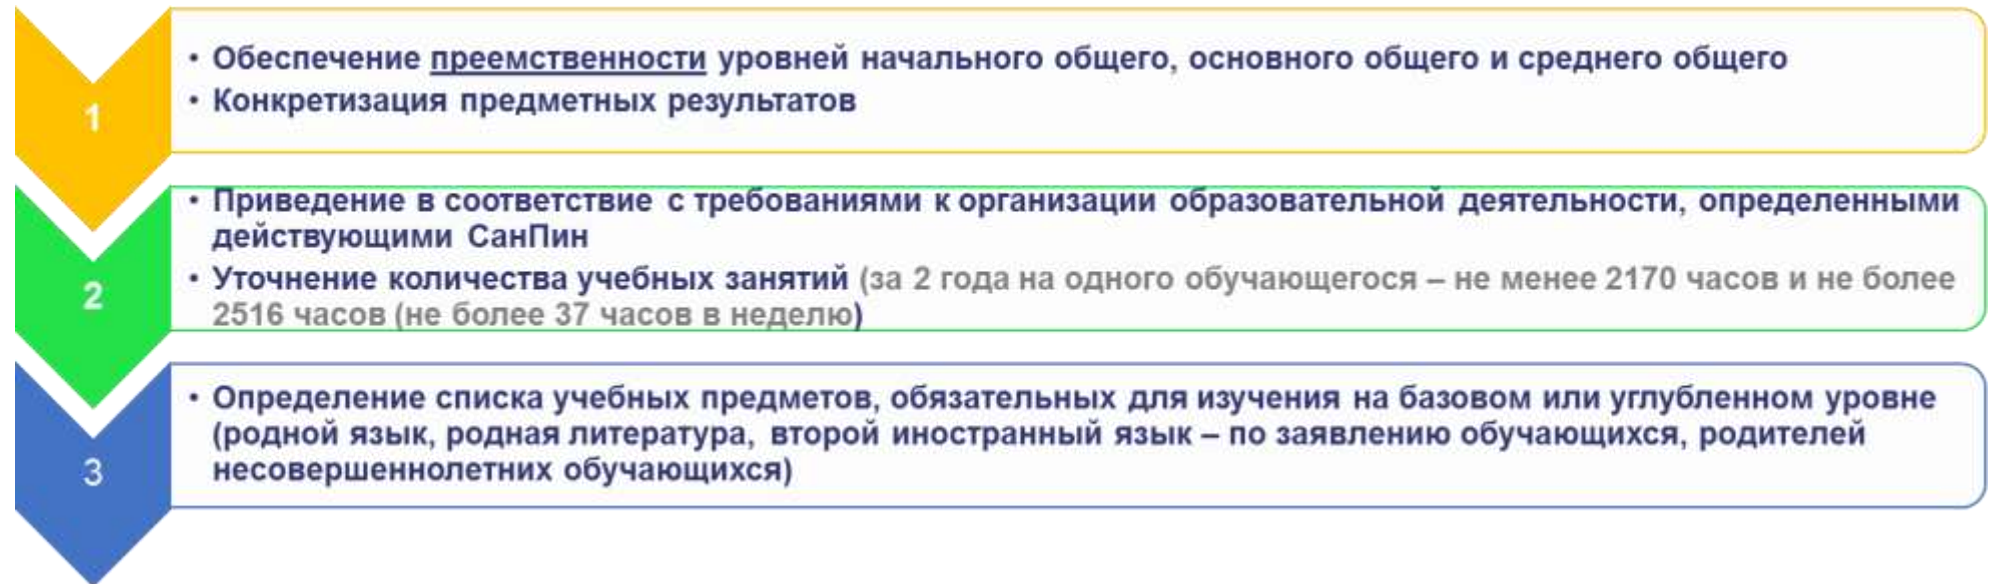 1
• Обеспечение преемственности уровней начального общего, основного общего и среднего общего
• Конкретизация предметных результатов
2
• Приведение в соответствие с требованиями к организации образовательной деятельности, определенными
действующими СанПин
• Уточнение количества учебных занятий (за 2 года на одного обучающегося – не менее 2170 часов и не более
2516 часов (не более 37 часов в неделю)
3
• Определение списка учебных предметов, обязательных для изучения на базовом или углубленном уровне
(родной язык, родная литература, второй иностранный язык – по заявлению обучающихся, родителей
несовершеннолетних обучающихся)